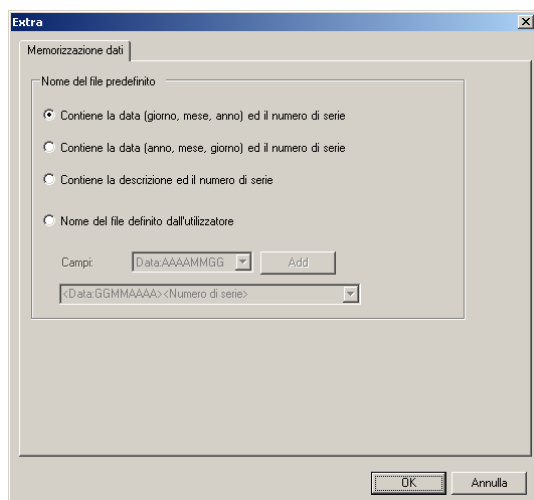 Extra
Memorizzazione dati
Nome del file predefinito
Contiene la data (giorno, mese, anno) ed il numero di serie
Contiene la data (anno, mese, giorno) ed il numero di serie
Contiene la descrizione ed il numero di serie
Nome del file definito dall'utilizzatore
Campi: Data:AAAAMMGG Add
<Data:GGMMAAAA><Numero di serie>
OK Annulla